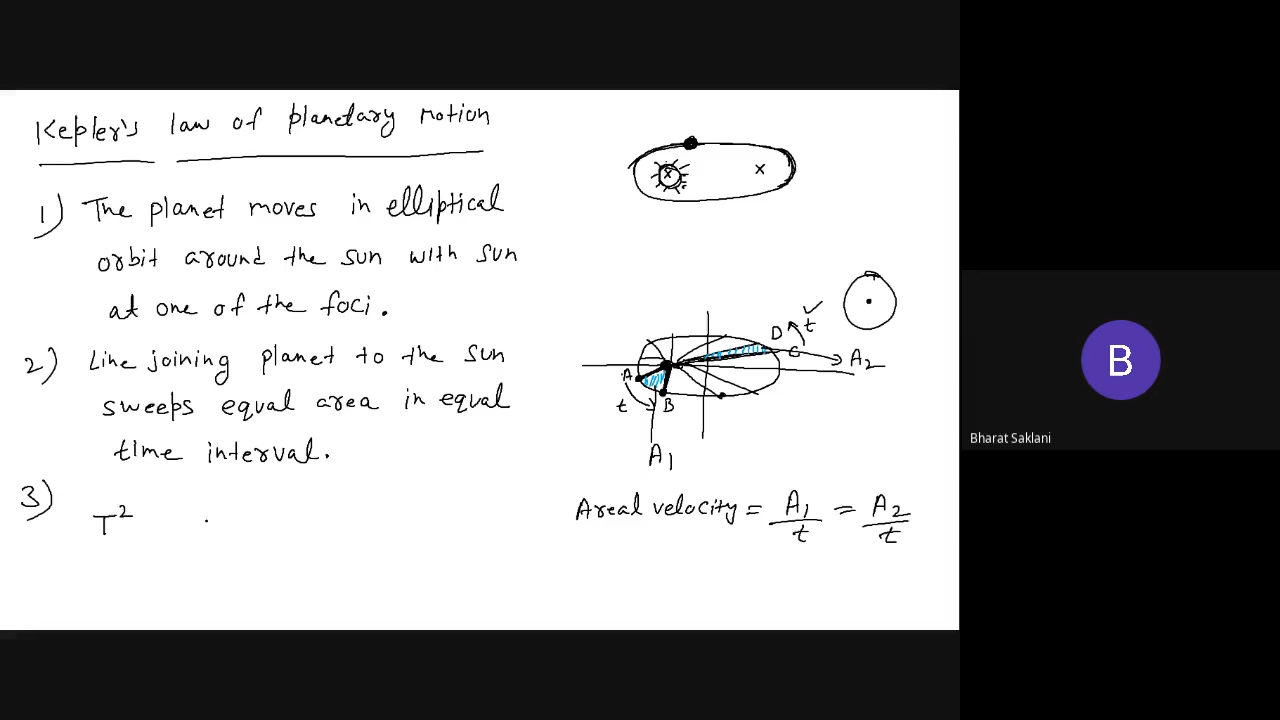 Kepler's law of planetary motion
1) The planet moves in elliptical
orbit around the sun with sun
at one of the foci.
2) Line joining planet to the sun
sweeps equal area in equal
time interval.
3) T²
x x
t
D
C
A₂
A
t
B
A₁
Areal velocity = A₁/t = A₂/t
B
Bharat Saklani